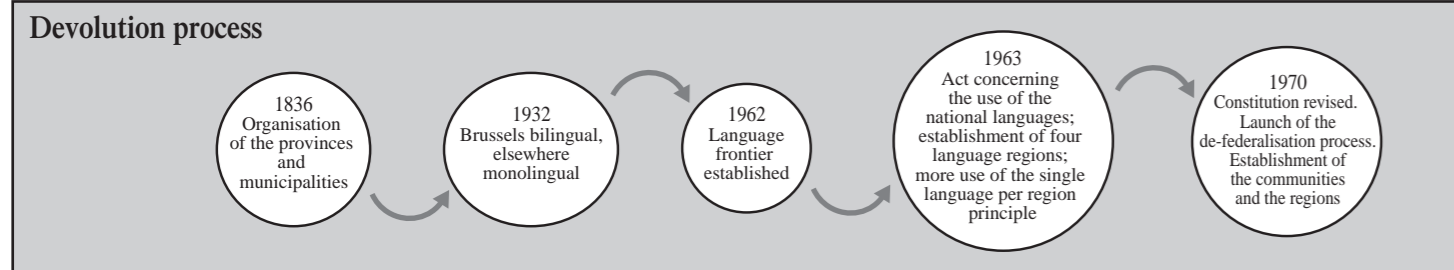 Devolution process
1836
Organisation
of the provinces
and
municipalities
1932
Brussels bilingual,
elsewhere
monolingual
1962
Language
frontier
established
1963
Act concerning
the use of the
national languages;
establishment of four
language regions;
more use of the single
language per region
principle
1970
Constitution revised.
Launch of the
de-federalisation process.
Establishment of
the communities
and the regions